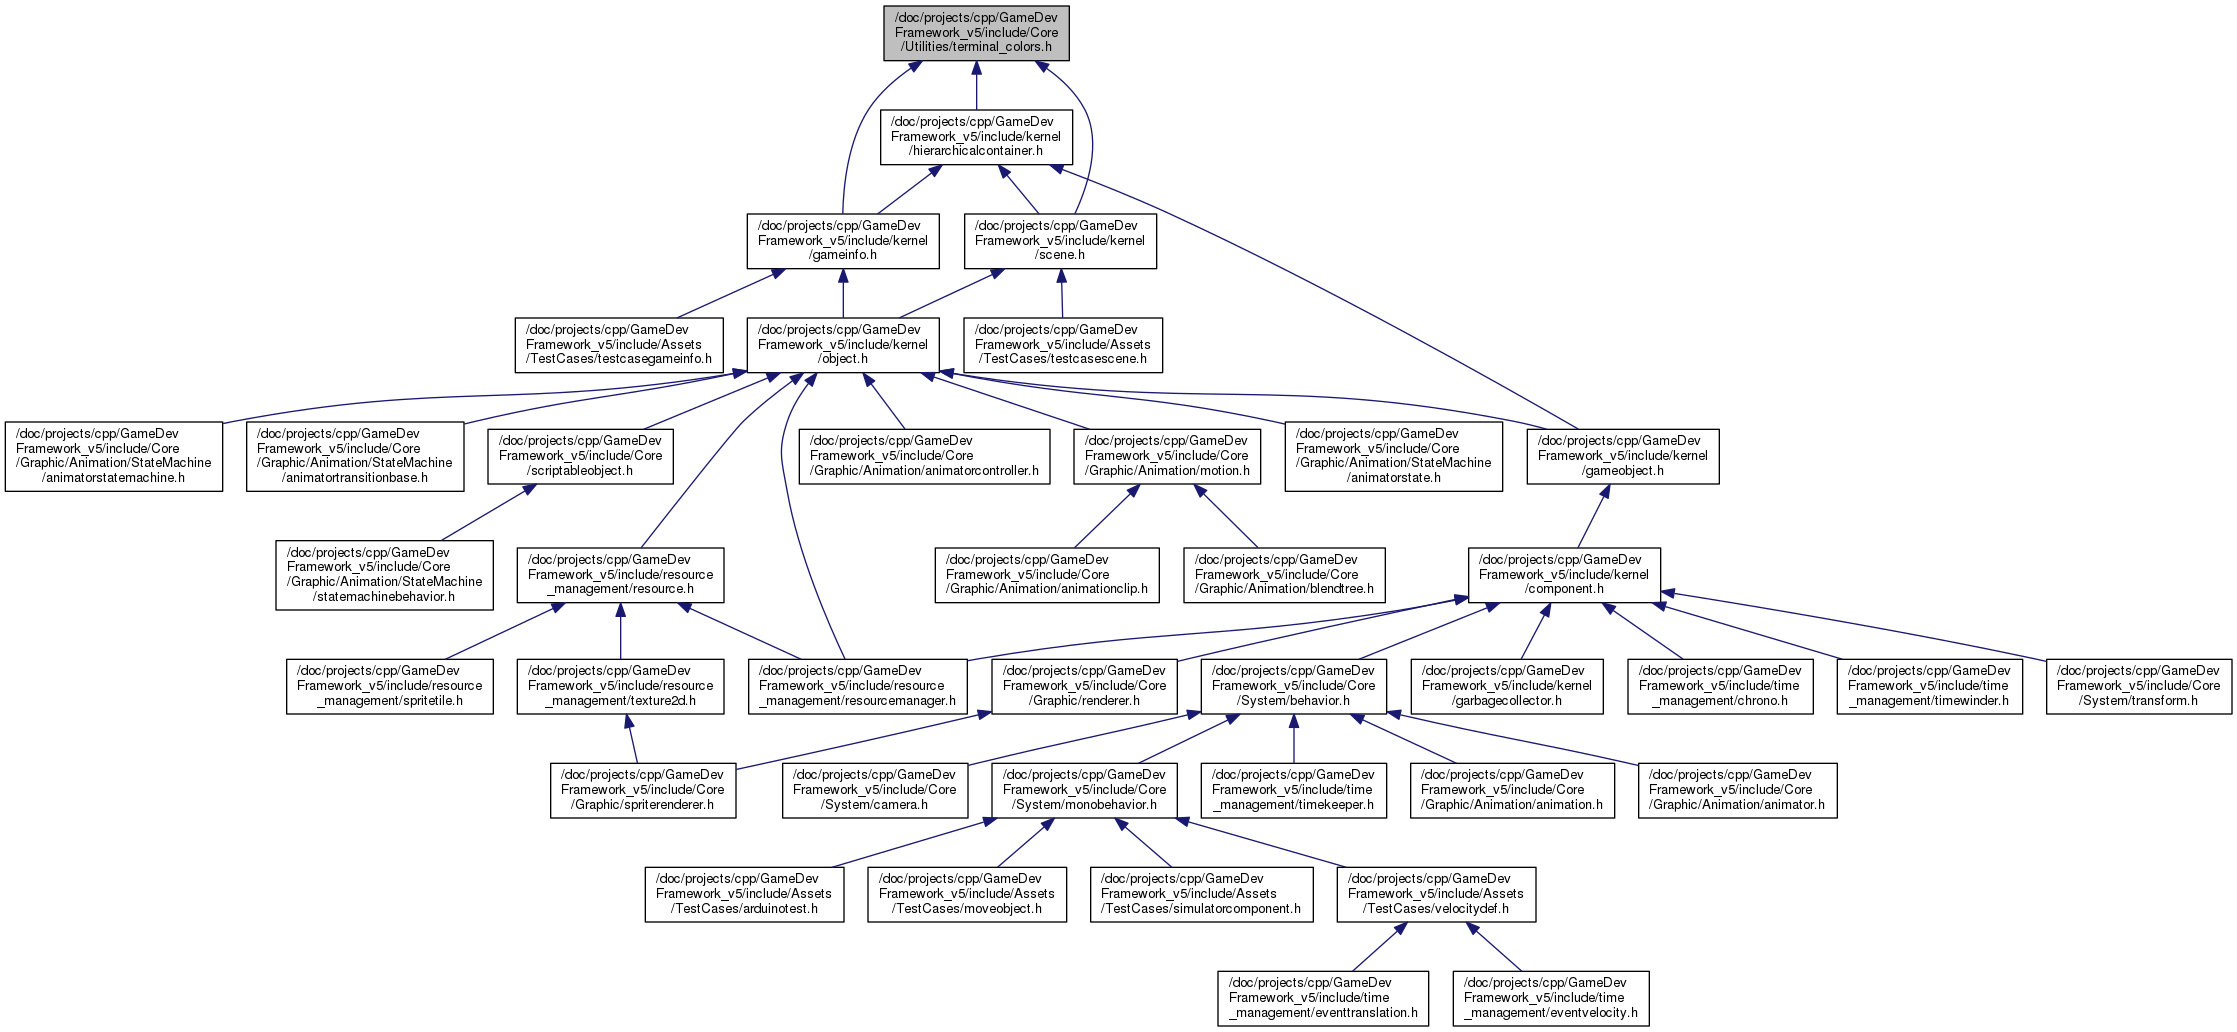 /doc/projects/cpp/GameDev
Framework_v5/include/Core
/Utilities/terminal_colors.h
/doc/projects/cpp/GameDev
Framework_v5/include/kernel
/hierarchicalcontainer.h
/doc/projects/cpp/GameDev
Framework_v5/include/kernel
/gameinfo.h
/doc/projects/cpp/GameDev
Framework_v5/include/kernel
/scene.h
/doc/projects/cpp/GameDev
Framework_v5/include/Assets
/TestCases/testcasegameinfo.h
/doc/projects/cpp/GameDev
Framework_v5/include/kernel
/object.h
/doc/projects/cpp/GameDev
Framework_v5/include/Assets
/TestCases/testcasescene.h
/doc/projects/cpp/GameDev
Framework_v5/include/Core
/Graphic/Animation/StateMachine
/animatorstatemachine.h
/doc/projects/cpp/GameDev
Framework_v5/include/Core
/Graphic/Animation/StateMachine
/animatortransitionbase.h
/doc/projects/cpp/GameDev
Framework_v5/include/Core
/scriptableobject.h
/doc/projects/cpp/GameDev
Framework_v5/include/Core
/Graphic/Animation/animatorcontroller.h
/doc/projects/cpp/GameDev
Framework_v5/include/Core
/Graphic/Animation/motion.h
/doc/projects/cpp/GameDev
Framework_v5/include/Core
/Graphic/Animation/StateMachine
/animatorstate.h
/doc/projects/cpp/GameDev
Framework_v5/include/kernel
/gameobject.h
/doc/projects/cpp/GameDev
Framework_v5/include/Core
/Graphic/Animation/StateMachine
/statemachinebehavior.h
/doc/projects/cpp/GameDev
Framework_v5/include/resource
_management/resource.h
/doc/projects/cpp/GameDev
Framework_v5/include/Core
/Graphic/Animation/animationclip.h
/doc/projects/cpp/GameDev
Framework_v5/include/Core
/Graphic/Animation/blendtree.h
/doc/projects/cpp/GameDev
Framework_v5/include/kernel
/component.h
/doc/projects/cpp/GameDev
Framework_v5/include/resource
_management/spritetile.h
/doc/projects/cpp/GameDev
Framework_v5/include/resource
_management/texture2d.h
/doc/projects/cpp/GameDev
Framework_v5/include/resource
_management/resourcemanager.h
/doc/projects/cpp/GameDev
Framework_v5/include/Core
/Graphic/renderer.h
/doc/projects/cpp/GameDev
Framework_v5/include/Core
/System/behavior.h
/doc/projects/cpp/GameDev
Framework_v5/include/kernel
/garbagecollector.h
/doc/projects/cpp/GameDev
Framework_v5/include/time
_management/chrono.h
/doc/projects/cpp/GameDev
Framework_v5/include/time
_management/timewinder.h
/doc/projects/cpp/GameDev
Framework_v5/include/Core
/System/transform.h
/doc/projects/cpp/GameDev
Framework_v5/include/Core
/Graphic/spriterenderer.h
/doc/projects/cpp/GameDev
Framework_v5/include/Core
/System/camera.h
/doc/projects/cpp/GameDev
Framework_v5/include/Core
/System/monobehavior.h
/doc/projects/cpp/GameDev
Framework_v5/include/time
_management/timekeeper.h
/doc/projects/cpp/GameDev
Framework_v5/include/Core
/Graphic/Animation/animation.h
/doc/projects/cpp/GameDev
Framework_v5/include/Core
/Graphic/Animation/animator.h
/doc/projects/cpp/GameDev
Framework_v5/include/Assets
/TestCases/arduinotest.h
/doc/projects/cpp/GameDev
Framework_v5/include/Assets
/TestCases/moveobject.h
/doc/projects/cpp/GameDev
Framework_v5/include/Assets
/TestCases/simulatorcomponent.h
/doc/projects/cpp/GameDev
Framework_v5/include/Assets
/TestCases/velocitydef.h
/doc/projects/cpp/GameDev
Framework_v5/include/time
_management/eventtranslation.h
/doc/projects/cpp/GameDev
Framework_v5/include/time
_management/eventvelocity.h